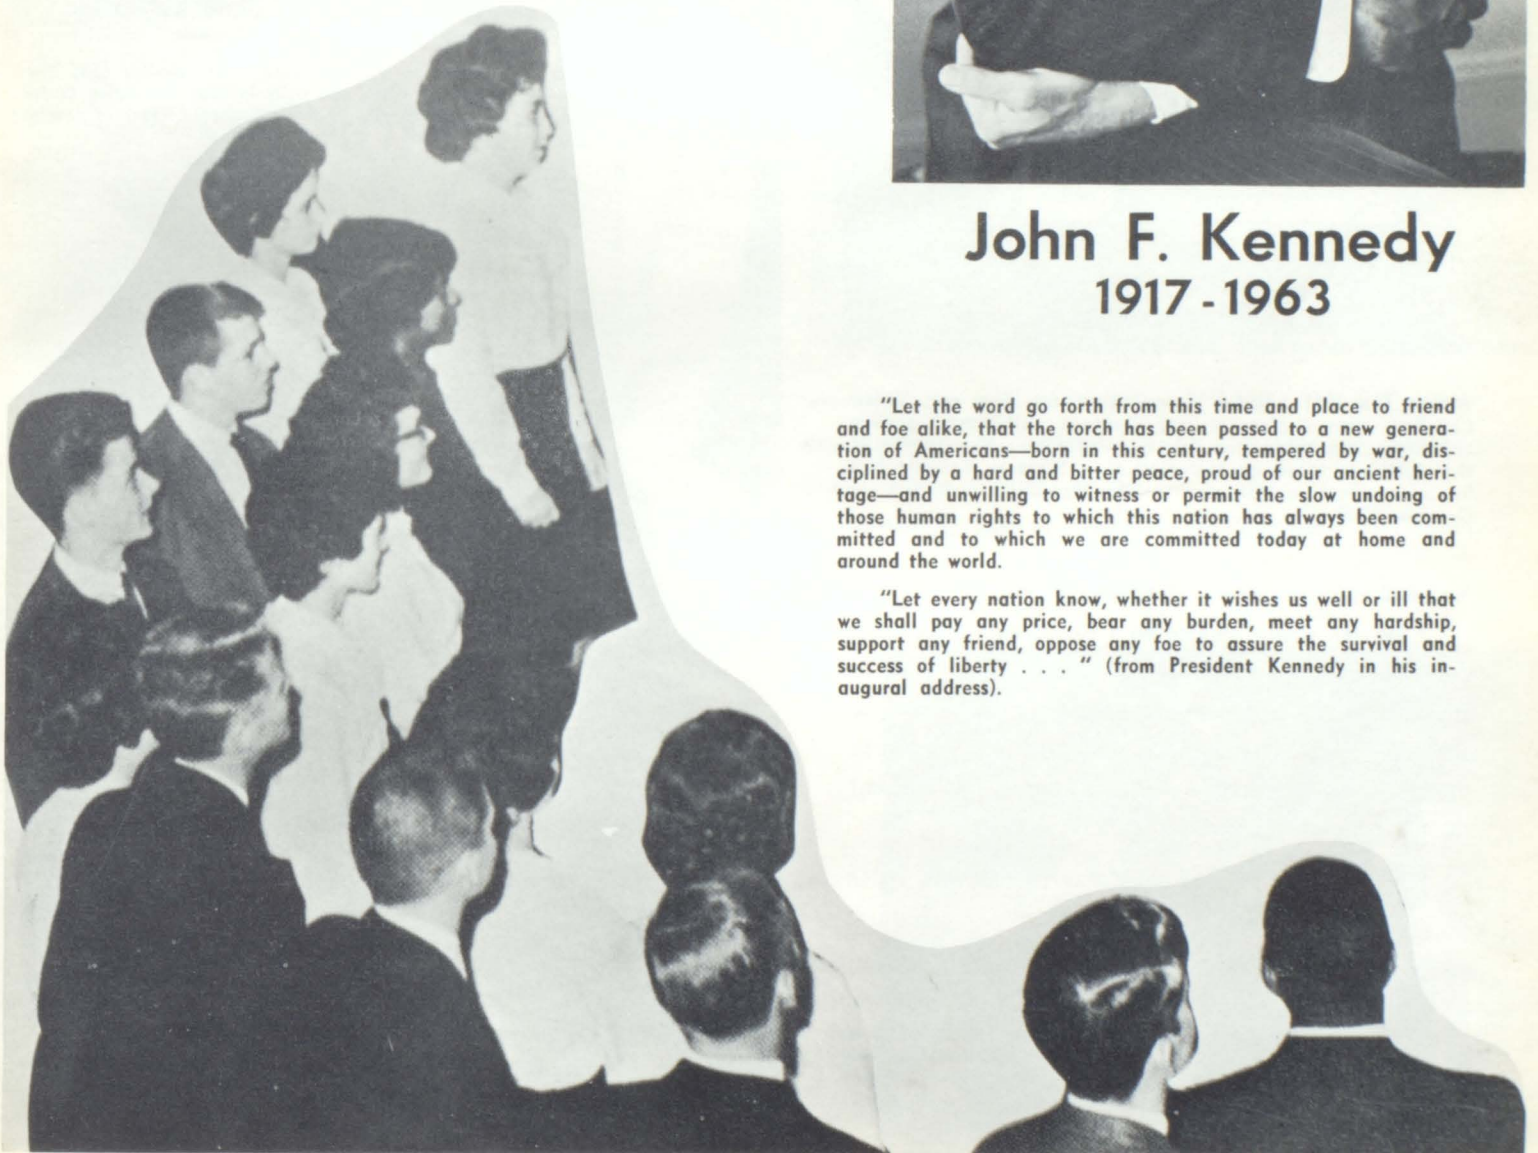 John F. Kennedy
1917-1963
"Let the word go forth from this time and place to friend
and foe alike, that the torch has been passed to a new genera-
tion of Americans—born in this century, tempered by war, dis-
ciplined by a hard and bitter peace, proud of our ancient heri-
tage—and unwilling to witness or permit the slow undoing of
those human rights to which this nation has always been com-
mitted and to which we are committed today at home and
around the world.
"Let every nation know, whether it wishes us well or ill that
we shall pay any price, bear any burden, meet any hardship,
support any friend, oppose any foe to assure the survival and
success of liberty . . . " (from President Kennedy in his in-
augural address).